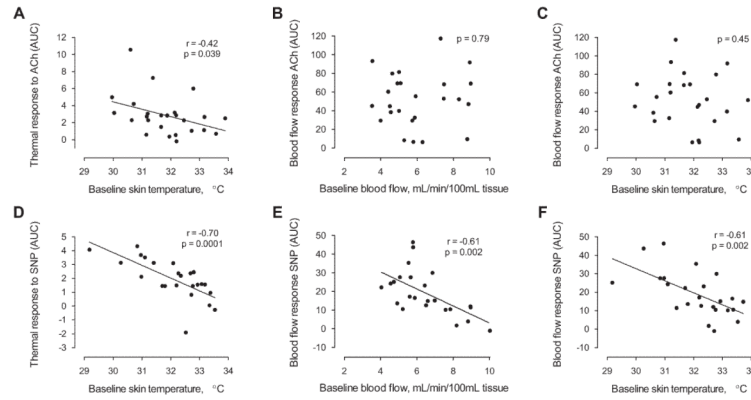 A
Thermal response to ACh (AUC)
12
10
8
6
4
2
0
r = -0.42
p = 0.039
29 30 31 32 33 34
Baseline skin temperature, °C
B
Blood flow response ACh (AUC)
120
100
80
60
40
20
0
p = 0.79
2 4 6 8 10
Baseline blood flow, mL/min/100mL tissue
C
Blood flow response ACh (AUC)
120
100
80
60
40
20
0
p = 0.45
29 30 31 32 33
Baseline skin temperature, °C
D
Thermal response to SNP (AUC)
6
5
4
3
2
1
0
-1
-2
-3
r = -0.70
p = 0.0001
29 30 31 32 33 34
Baseline skin temperature, °C
E
Blood flow response SNP (AUC)
50
40
30
20
10
0
-10
r = -0.61
p = 0.002
2 4 6 8 10
Baseline blood flow, mL/min/100mL tissue
F
Blood flow response SNP (AUC)
50
40
30
20
10
0
-10
r = -0.61
p = 0.002
29 30 31 32 33
Baseline skin temperature, °C